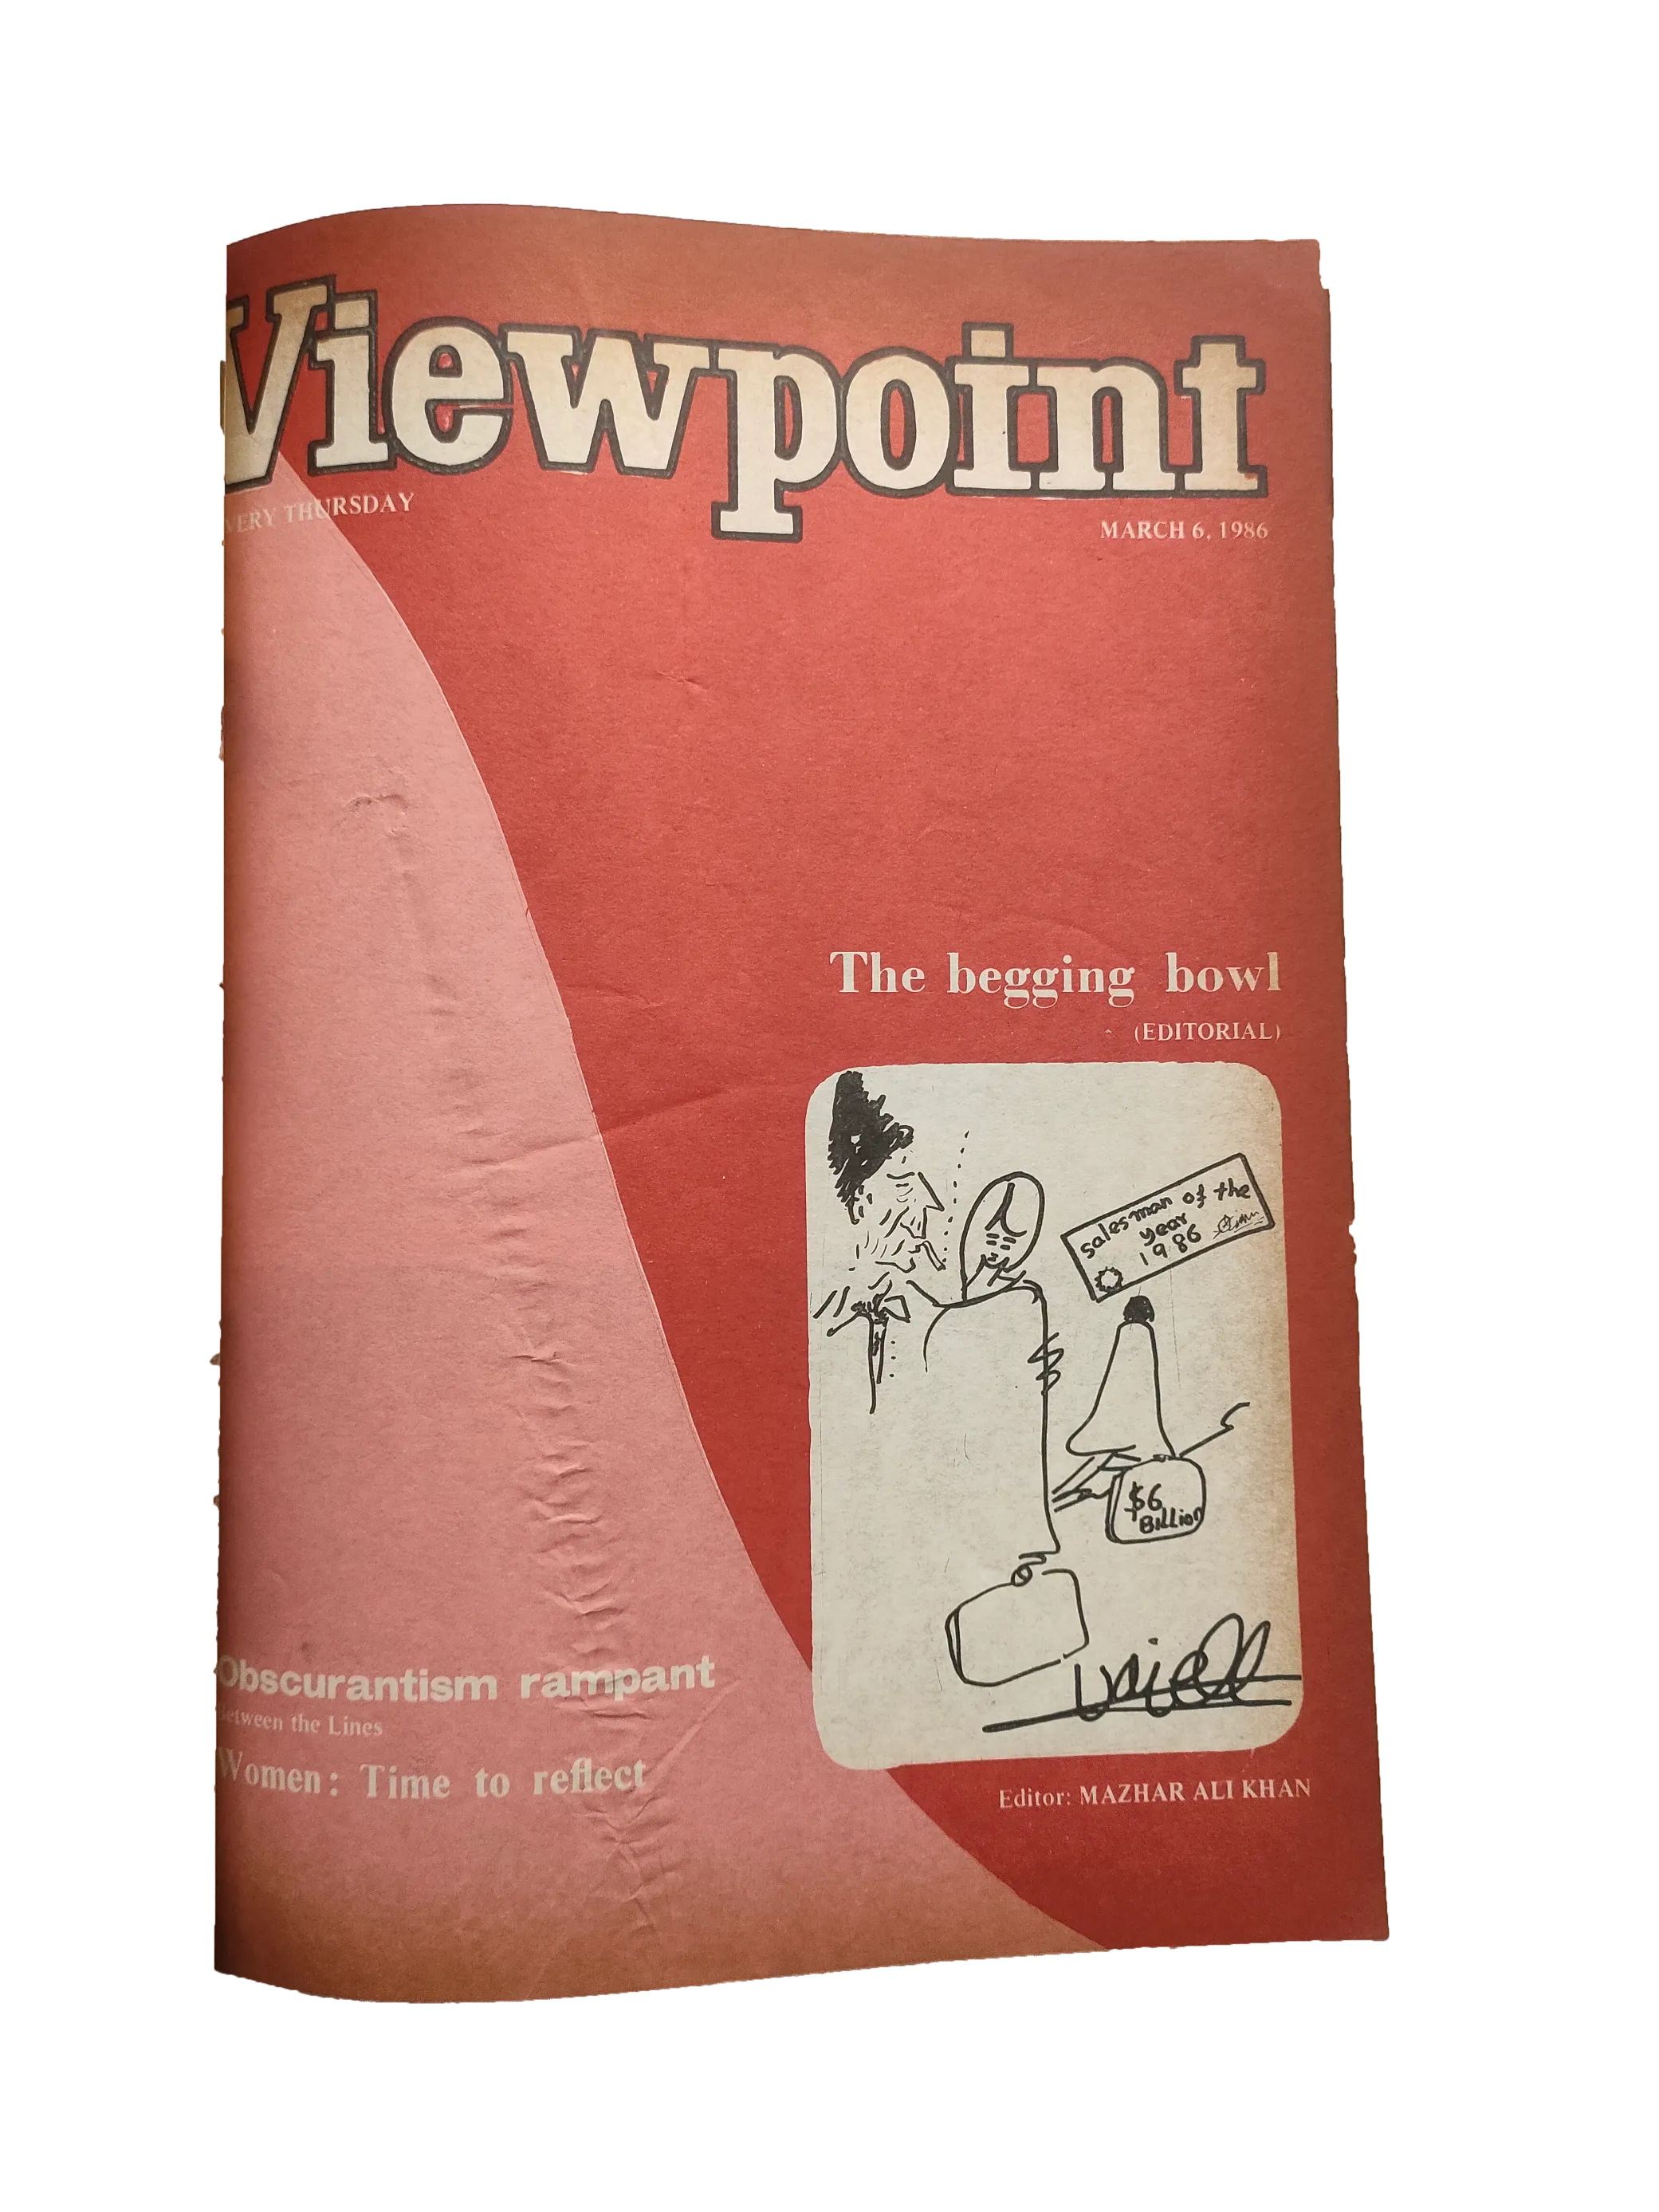 Viewpoint
VERY THURSDAY
MARCH 6, 1986
The begging bowl
(EDITORIAL)
salesman of the
year
1986
$6
Billion
Obscurantism rampant
Between the Lines
Women: Time to reflect
Editor: MAZHAR ALI KHAN